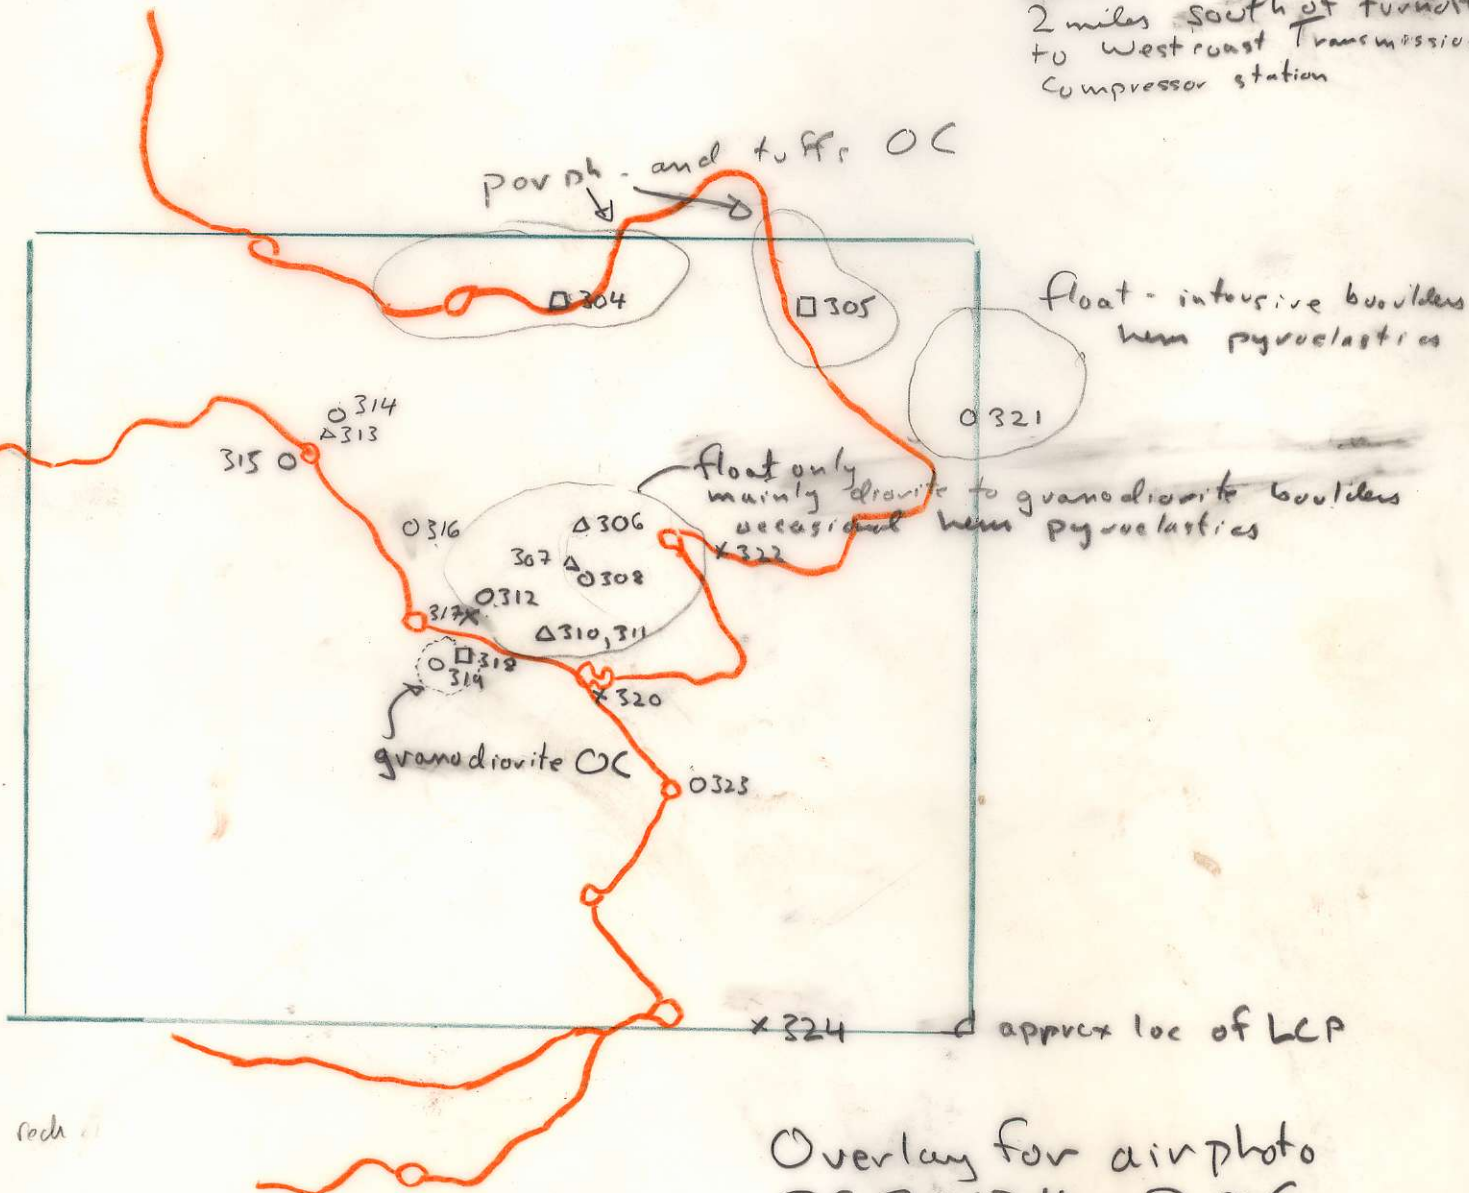 2 miles south of
to Westcoast
Compressor station
porph. and tuffs OC
304
305
float - intrusive boulders
hem pyroclastics
314
313
315
321
float only
mainly diorite to granodiorite boulders
occasional hem pyroclastics
316
306
307
322
308
312
317
310, 311
318
319
320
granodiorite OC
323
324
approx loc of LCP
Overlay for airphoto